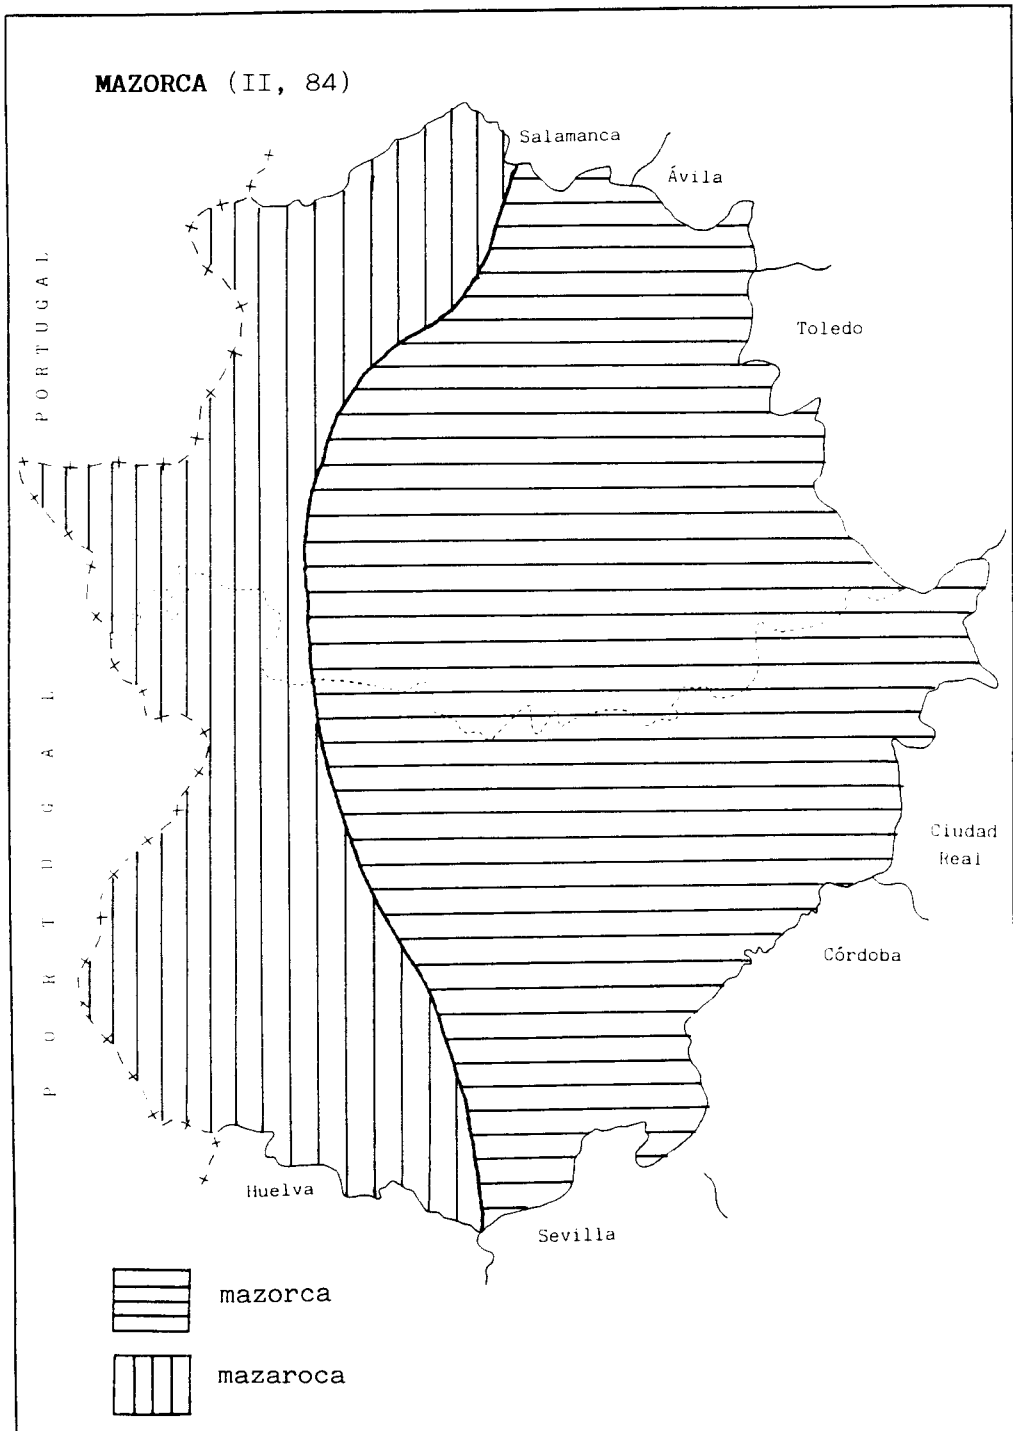 MAZORCA (II, 84)
Salamanca
Ávila
PORTUGAL
Toledo
PORTUGAL
Ciudad
Real
Córdoba
Huelva
Sevilla
mazorca
mazaroca